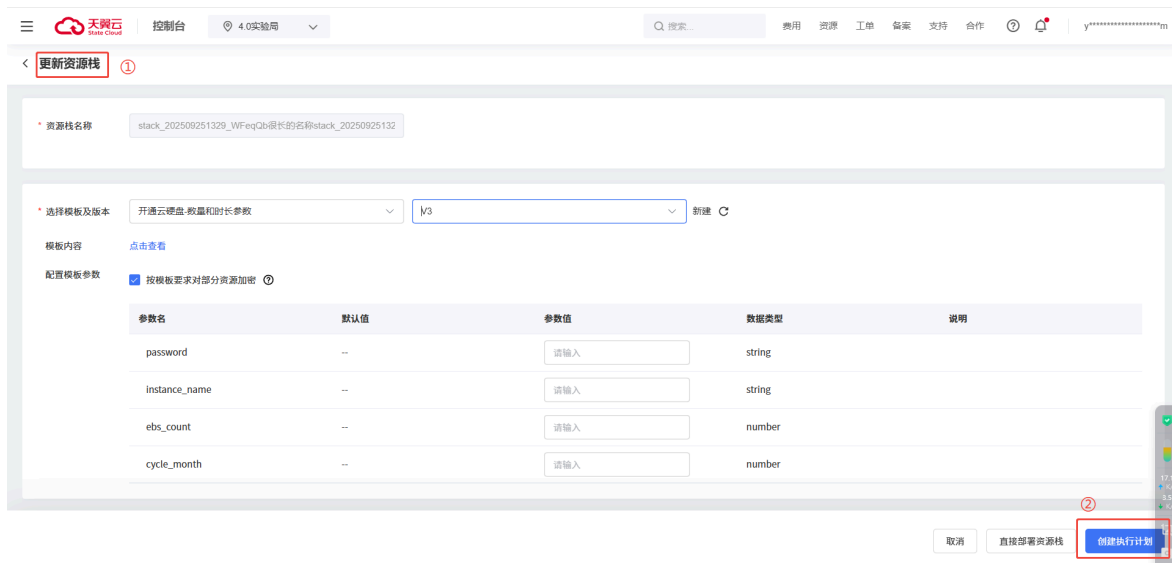 天翼云 State Cloud 控制台 4.0实验局 搜索... 费用 资源 工单 备案 支持 合作 y********************m
更新资源栈 ①
* 资源栈名称 stack_202509251329_WFeqQb很长的名称stack_20250925132
* 选择模板及版本 开通云硬盘-数量和时长参数 V3 新建
模板内容 点击查看
配置模板参数 按模板要求对部分资源加密
参数名 默认值 参数值 数据类型 说明
password -- 请输入 string
instance_name -- 请输入 string
ebs_count -- 请输入 number
cycle_month -- 请输入 number
②
取消 直接部署资源栈 创建执行计划